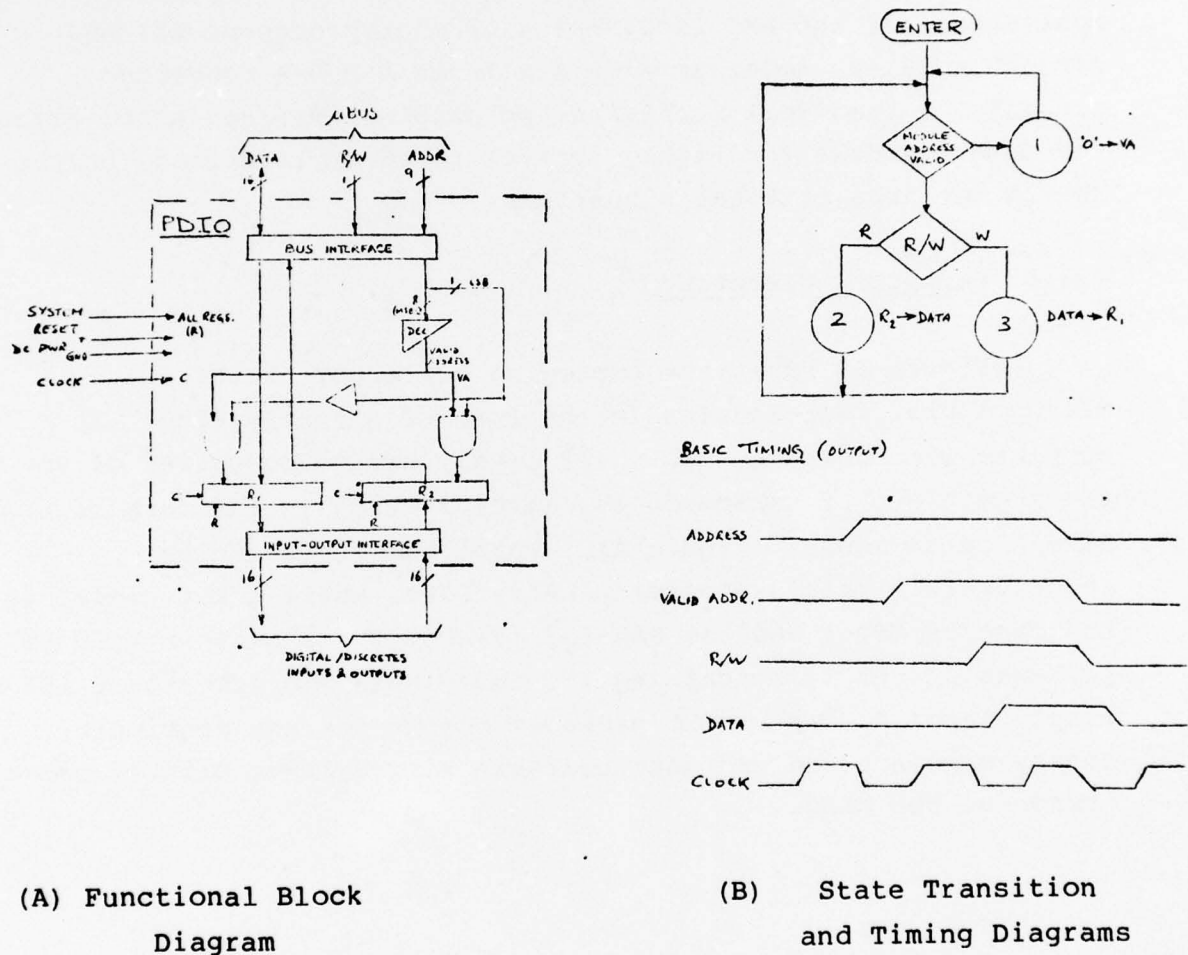 μBUS
DATA R/W ADDR
16 1 9
PDIO
BUS INTERFACE
1 LSB
8
(MSB'S)
DEC
VALID
ADDRESS
VA
SYSTEM
RESET
ALL REGS.
(R)
DC PWR
GND
CLOCK C
C R1 C R2
R R
INPUT-OUTPUT INTERFACE
16 16
DIGITAL/DISCRETES
INPUTS & OUTPUTS
(A) Functional Block
Diagram
ENTER
MODULE
ADDRESS
VALID
1 '0'→VA
R R/W W
2 R2→DATA 3 DATA→R1
BASIC TIMING (OUTPUT)
ADDRESS
VALID ADDR.
R/W
DATA
CLOCK
(B) State Transition
and Timing Diagrams